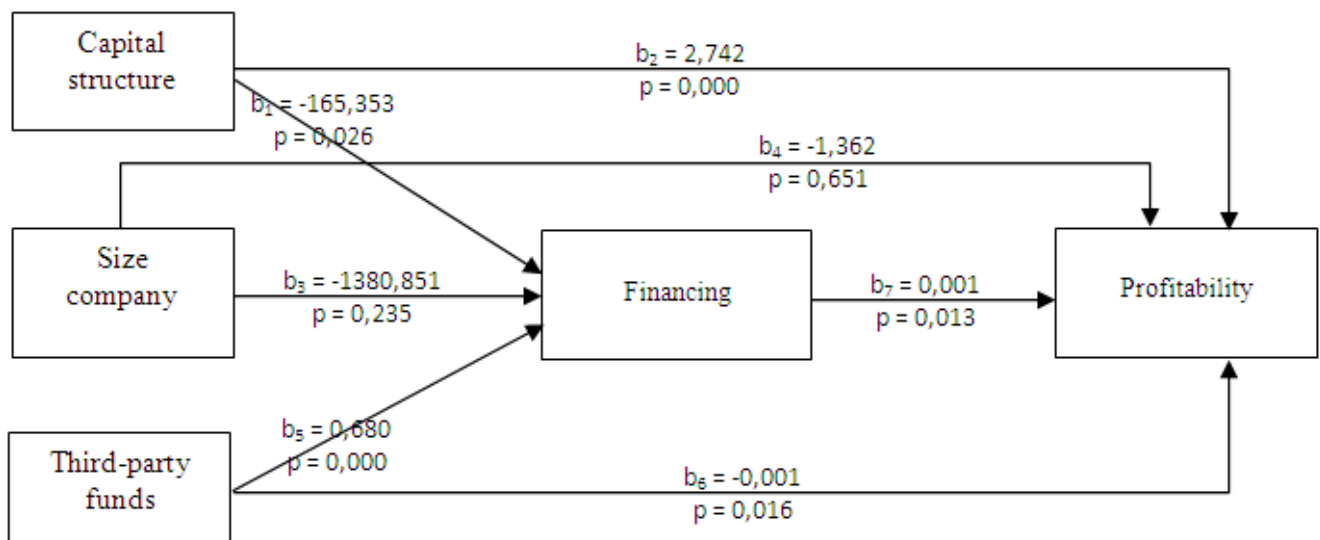 Capital
structure
b₂ = 2,742
p = 0,000
b₁ = -165,353
p = 0,026
b₄ = -1,362
p = 0,651
Size
company
b₃ = -1380,851
p = 0,235
Financing
b₇ = 0,001
p = 0,013
Profitability
Third-party
funds
b₅ = 0,680
p = 0,000
b₆ = -0,001
p = 0,016